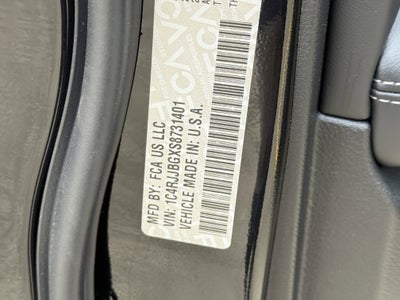 MFD BY: FCA US LLC
VIN: 1C4RJJBGXS8731401
VEHICLE MADE IN: U.S.A.